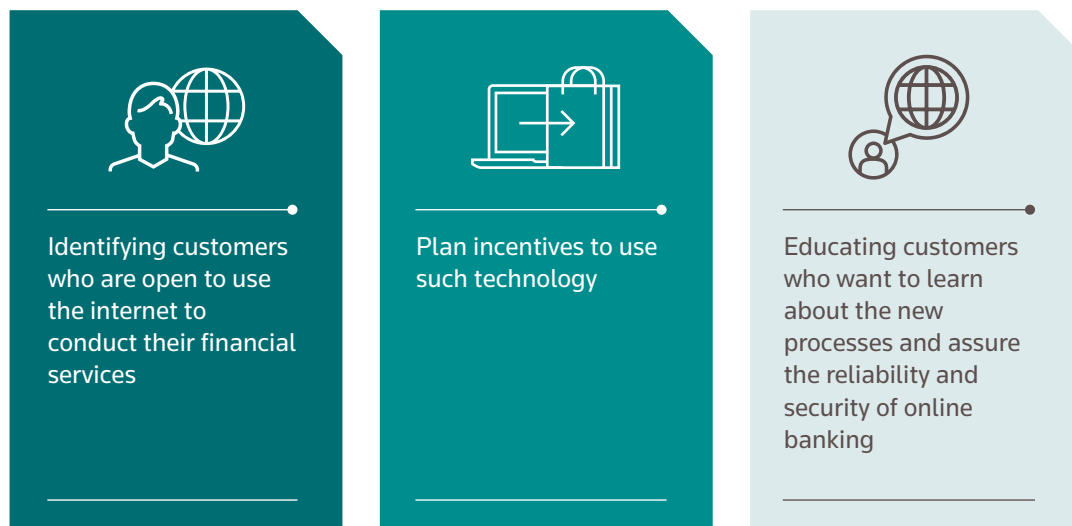 Identifying customers
who are open to use
the internet to
conduct their financial
services
Plan incentives to use
such technology
Educating customers
who want to learn
about the new
processes and assure
the reliability and
security of online
banking